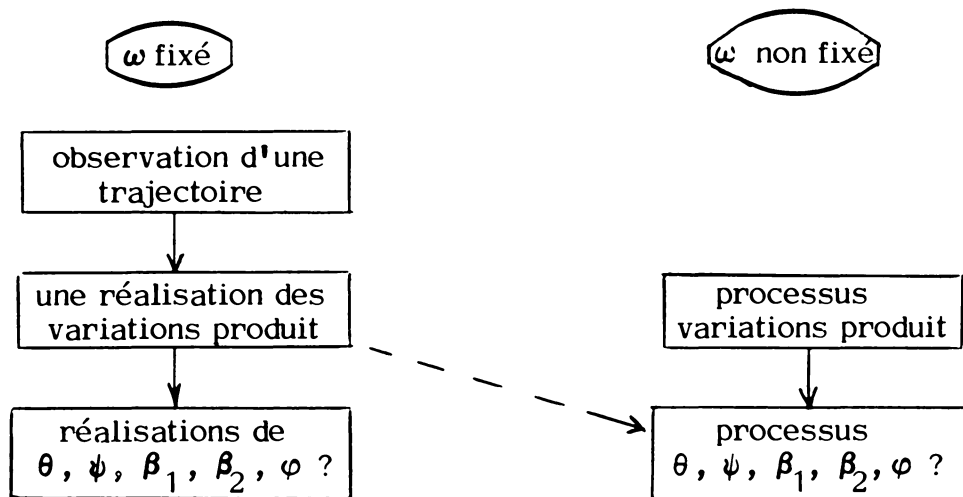 ω fixé
ω non fixé
observation d'une
trajectoire
une réalisation des
variations produit
processus
variations produit
réalisations de
θ, ψ, β₁, β₂, φ ?
processus
θ, ψ, β₁, β₂, φ ?